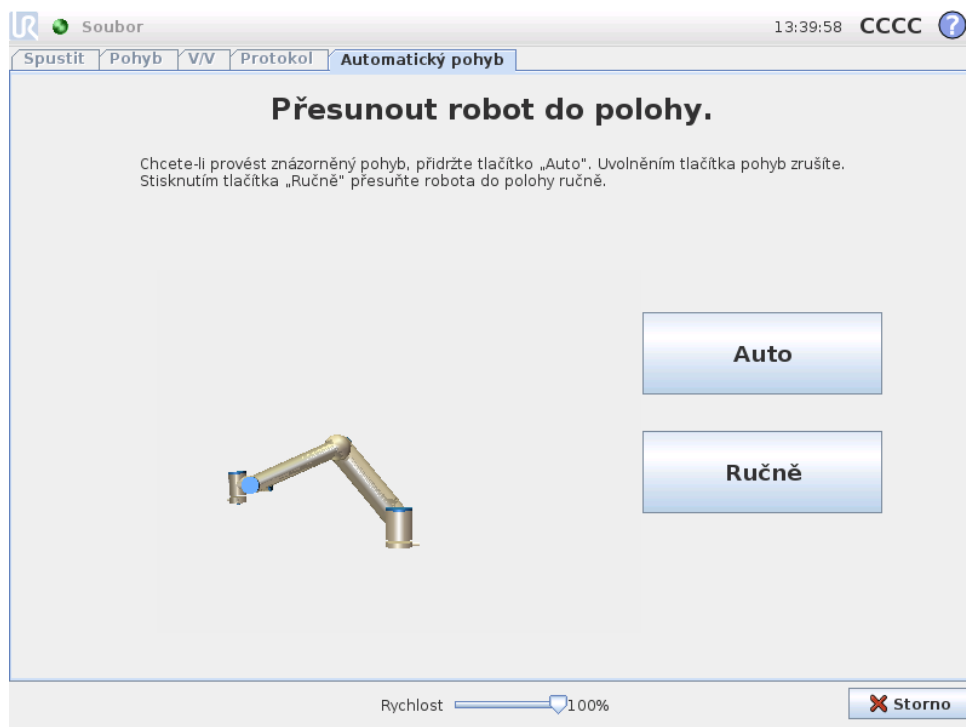 UR Soubor 13:39:58 CCCC ?
Spustit Pohyb V/V Protokol Automatický pohyb
Přesunout robot do polohy.
Chcete-li provést znázorněný pohyb, přidržte tlačítko „Auto". Uvolněním tlačítka pohyb zrušíte.
Stisknutím tlačítka „Ručně" přesuňte robota do polohy ručně.
Auto
Ručně
Rychlost 100% Storno